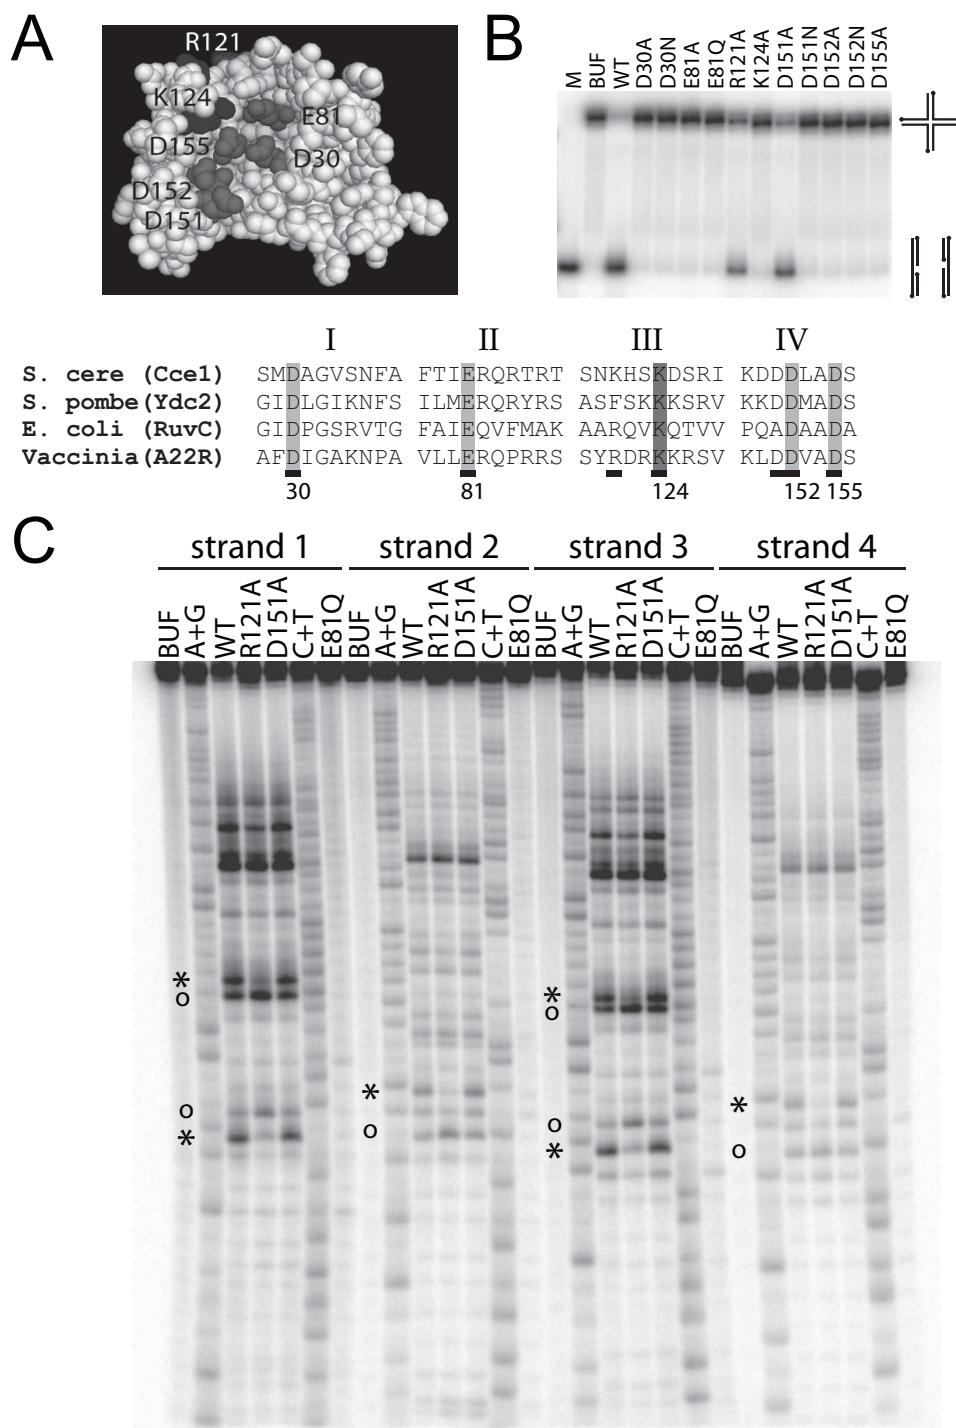 A
R121
K124
E81
D155
D30
D152
D151
B
M BUF WT D30A D30N E81A E81Q R121A K124A D151A D151N D152A D152N D155A
I II III IV
S. cere (Cce1) SMDAGVSNFA FTIERQRTRT SNKHSKDSRI KDDDLADS
S. pombe(Ydc2) GIDLGIKNFS ILMERQRYRS ASFSKKKSRV KKDDMADS
E. coli (RuvC) GIDPGSRVTG FAIEQVFMAK AARQVKQTVV PQADAADA
Vaccinia(A22R) AFDIGAKNPA VLLERQPRRS SYRDRKKRSV KLDDVADS
30 81 124 152 155
C
strand 1 strand 2 strand 3 strand 4
BUF A+G WT R121A D151A C+T E81Q BUF A+G WT R121A D151A C+T E81Q BUF A+G WT R121A D151A C+T E81Q BUF A+G WT R121A D151A C+T E81Q
* *
o o
* *
o o
o o
* * o